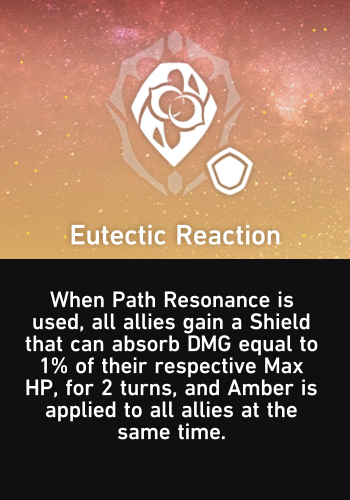 Eutectic Reaction
When Path Resonance is
used, all allies gain a Shield
that can absorb DMG equal to
1% of their respective Max
HP, for 2 turns, and Amber is
applied to all allies at the
same time.